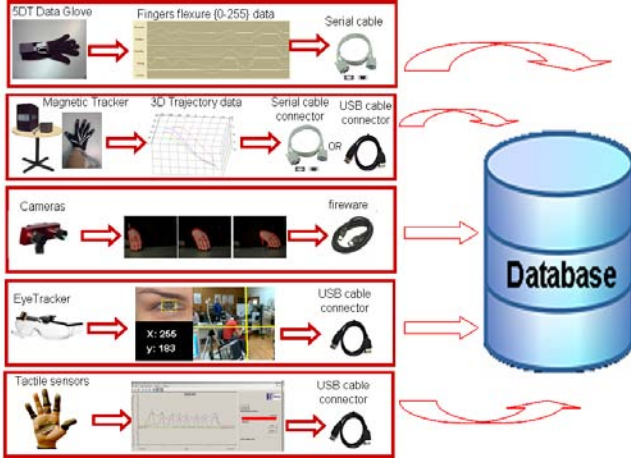 5DT Data Glove
Fingers flexure {0-255} data
Serial cable
Magnetic Tracker
3D Trajectory data
Serial cable
connector
OR
USB cable
connector
Cameras
fireware
EyeTracker
X: 255
y: 183
USB cable
connector
Tactile sensors
USB cable
connector
Database